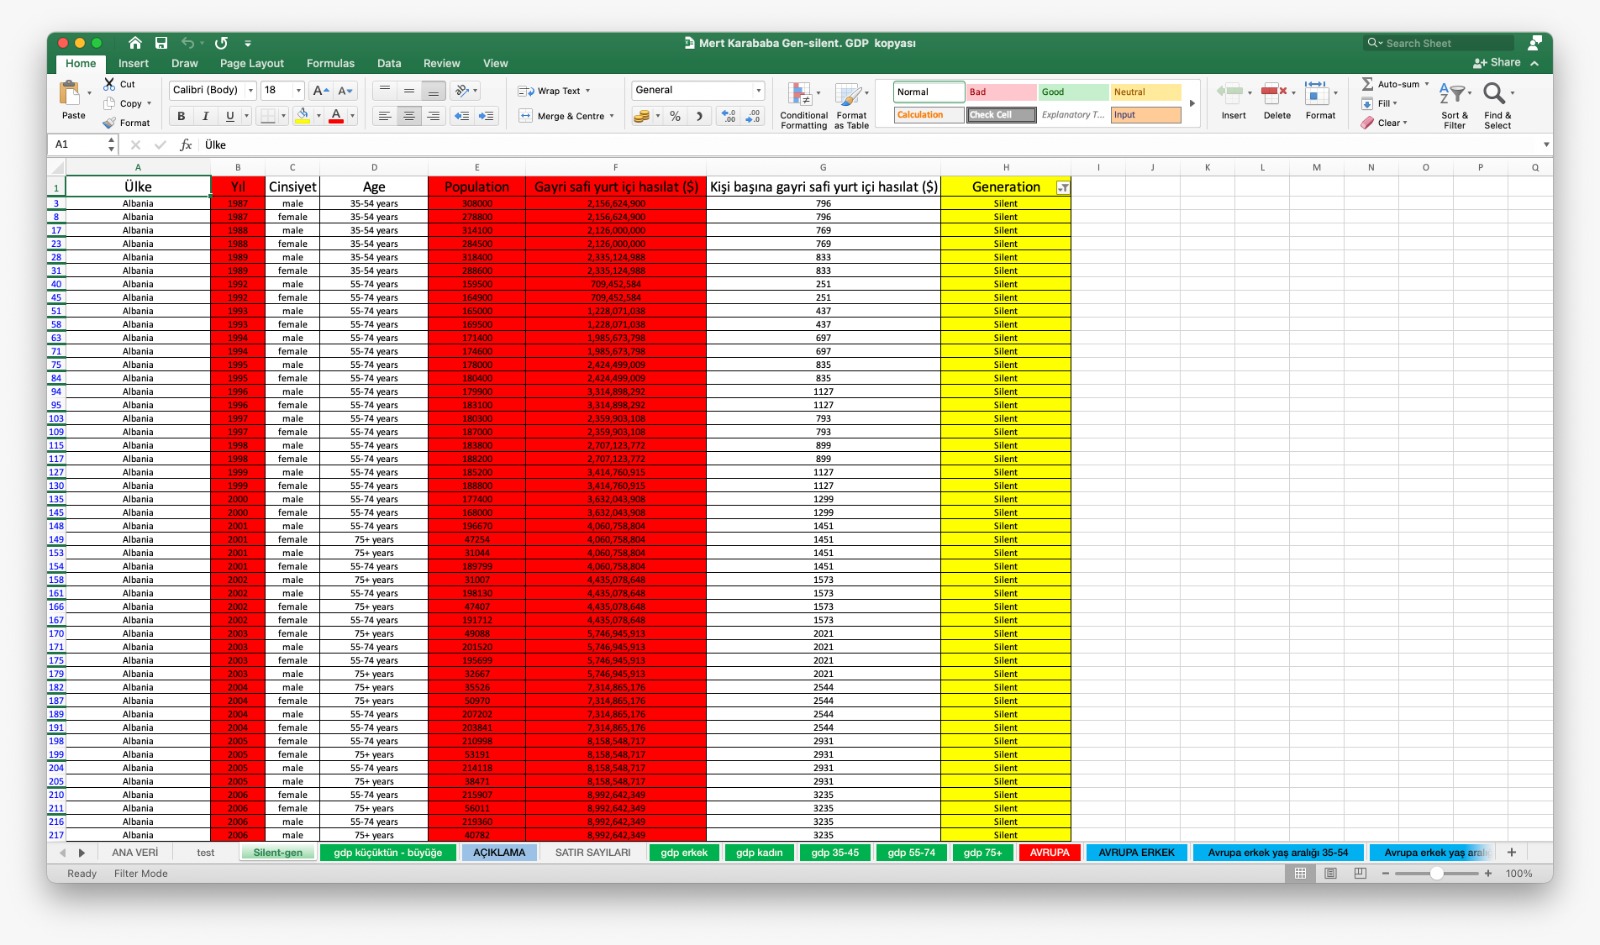 Mert Karababa Gen-silent. GDP  kopyası
Search Sheet
Home Insert Draw Page Layout Formulas Data Review View
Share
Cut
Copy
Format
Paste
Calibri (Body) 18
B I U
Wrap Text
Merge & Centre
General
Conditional Formatting
Format as Table
Normal Bad Good Neutral
Calculation Check Cell Explanatory T... Input
Insert Delete Format
Auto-sum
Fill
Clear
Sort & Filter
Find & Select
A1 fx Ülke
A B C D E F G H I J K L M N O P Q
1 Ülke Yıl Cinsiyet Age Population Gayri safi yurt içi hasılat ($) Kişi başına gayri safi yurt içi hasılat ($) Generation
3 Albania 1987 male 35-54 years 308000 2,156,624,900 796 Silent
8 Albania 1987 female 35-54 years 278800 2,156,624,900 796 Silent
17 Albania 1988 male 35-54 years 314100 2,126,000,000 769 Silent
23 Albania 1988 female 35-54 years 284500 2,126,000,000 769 Silent
28 Albania 1989 male 35-54 years 318400 2,335,124,988 833 Silent
31 Albania 1989 female 35-54 years 288600 2,335,124,988 833 Silent
40 Albania 1992 male 55-74 years 159500 709,452,584 251 Silent
45 Albania 1992 female 55-74 years 164900 709,452,584 251 Silent
51 Albania 1993 male 55-74 years 165000 1,228,071,038 437 Silent
58 Albania 1993 female 55-74 years 169500 1,228,071,038 437 Silent
63 Albania 1994 male 55-74 years 171400 1,985,673,798 697 Silent
71 Albania 1994 female 55-74 years 174600 1,985,673,798 697 Silent
75 Albania 1995 male 55-74 years 178000 2,424,499,009 835 Silent
84 Albania 1995 female 55-74 years 180400 2,424,499,009 835 Silent
94 Albania 1996 male 55-74 years 179900 3,314,898,292 1127 Silent
95 Albania 1996 female 55-74 years 183100 3,314,898,292 1127 Silent
103 Albania 1997 male 55-74 years 180300 2,359,903,108 793 Silent
109 Albania 1997 female 55-74 years 187000 2,359,903,108 793 Silent
115 Albania 1998 male 55-74 years 183800 2,707,123,772 899 Silent
117 Albania 1998 female 55-74 years 188200 2,707,123,772 899 Silent
127 Albania 1999 male 55-74 years 185200 3,414,760,915 1127 Silent
130 Albania 1999 female 55-74 years 188800 3,414,760,915 1127 Silent
135 Albania 2000 male 55-74 years 177400 3,632,043,908 1299 Silent
145 Albania 2000 female 55-74 years 168000 3,632,043,908 1299 Silent
148 Albania 2001 male 55-74 years 196670 4,060,758,804 1451 Silent
149 Albania 2001 female 75+ years 47254 4,060,758,804 1451 Silent
153 Albania 2001 male 75+ years 31044 4,060,758,804 1451 Silent
154 Albania 2001 female 55-74 years 189799 4,060,758,804 1451 Silent
158 Albania 2002 male 75+ years 31007 4,435,078,648 1573 Silent
161 Albania 2002 male 55-74 years 198130 4,435,078,648 1573 Silent
166 Albania 2002 female 75+ years 47407 4,435,078,648 1573 Silent
167 Albania 2002 female 55-74 years 191712 4,435,078,648 1573 Silent
170 Albania 2003 female 75+ years 49088 5,746,945,913 2021 Silent
171 Albania 2003 male 55-74 years 201520 5,746,945,913 2021 Silent
175 Albania 2003 female 55-74 years 195699 5,746,945,913 2021 Silent
179 Albania 2003 male 75+ years 32667 5,746,945,913 2021 Silent
182 Albania 2004 male 75+ years 35526 7,314,865,176 2544 Silent
187 Albania 2004 female 75+ years 50970 7,314,865,176 2544 Silent
189 Albania 2004 male 55-74 years 207202 7,314,865,176 2544 Silent
191 Albania 2004 female 55-74 years 203841 7,314,865,176 2544 Silent
198 Albania 2005 female 55-74 years 210998 8,158,548,717 2931 Silent
199 Albania 2005 female 75+ years 53191 8,158,548,717 2931 Silent
204 Albania 2005 male 55-74 years 214118 8,158,548,717 2931 Silent
205 Albania 2005 male 75+ years 38471 8,158,548,717 2931 Silent
210 Albania 2006 female 55-74 years 215907 8,992,642,349 3235 Silent
211 Albania 2006 female 75+ years 56011 8,992,642,349 3235 Silent
216 Albania 2006 male 55-74 years 219360 8,992,642,349 3235 Silent
217 Albania 2006 male 75+ years 40782 8,992,642,349 3235 Silent
ANA VERİ test Silent-gen gdp küçüktün - büyüğe AÇIKLAMA SATIR SAYILARI gdp erkek gdp kadın gdp 35-45 gdp 55-74 gdp 75+ AVRUPA AVRUPA ERKEK Avrupa erkek yaş aralığı 35-54 Avrupa erkek yaş aralı
Ready Filter Mode 100%